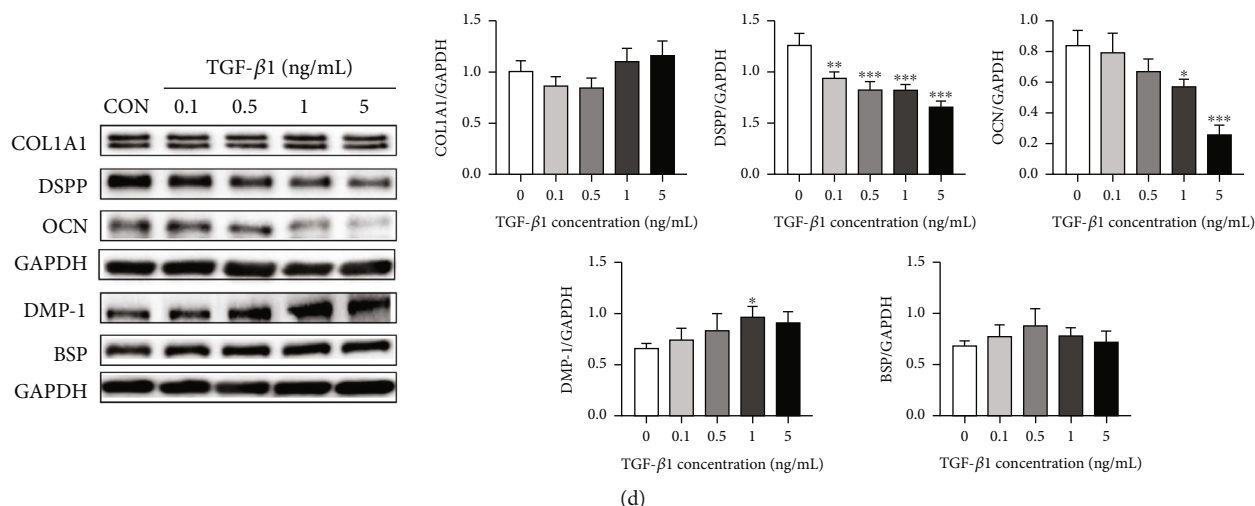 TGF-β1 (ng/mL)
CON 0.1 0.5 1 5
COL1A1
DSPP
OCN
GAPDH
DMP-1
BSP
GAPDH
COL1A1/GAPDH
1.5
1.0
0.5
0.0
0 0.1 0.5 1 5
TGF-β1 concentration (ng/mL)
DSPP/GAPDH
1.5
1.0
1.5
0.0
** *** *** ***
0 0.1 0.5 1 5
TGF-β1 concentration (ng/mL)
OCN/GAPDH
1.0
0.8
0.6
0.4
0.2
0.0
* ***
0 0.1 0.5 1 5
TGF-β1 concentration (ng/mL)
DMP-1/GAPDH
1.5
1.0
0.5
0.0
*
0 0.1 0.5 1 5
TGF-β1 concentration (ng/mL)
BSP/GAPDH
1.5
1.0
0.5
0.0
0 0.1 0.5 1 5
TGF-β1 concentration (ng/mL)
(d)